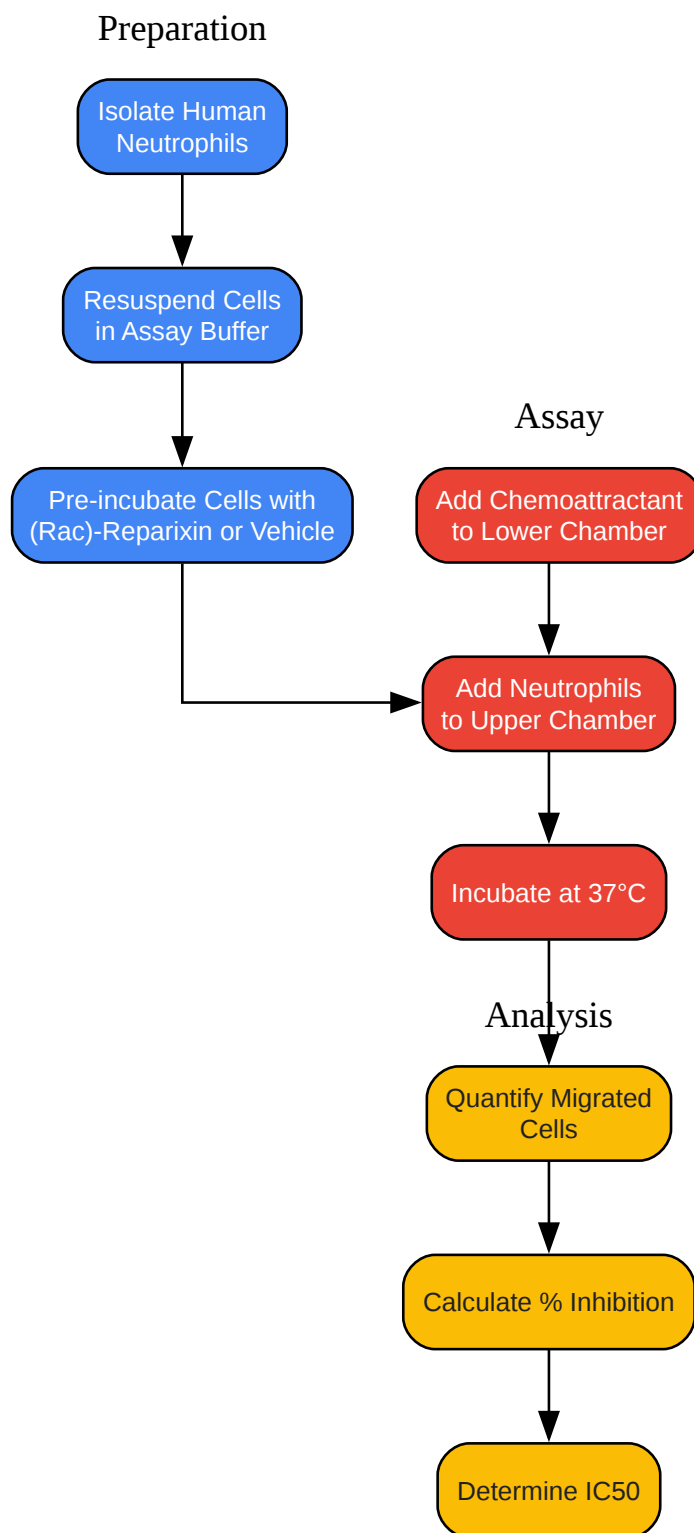 Preparation
Isolate Human
Neutrophils
Resuspend Cells
in Assay Buffer
Pre-incubate Cells with
(Rac)-Reparixin or Vehicle
Assay
Add Chemoattractant
to Lower Chamber
Add Neutrophils
to Upper Chamber
Incubate at 37°C
Analysis
Quantify Migrated
Cells
Calculate % Inhibition
Determine IC50